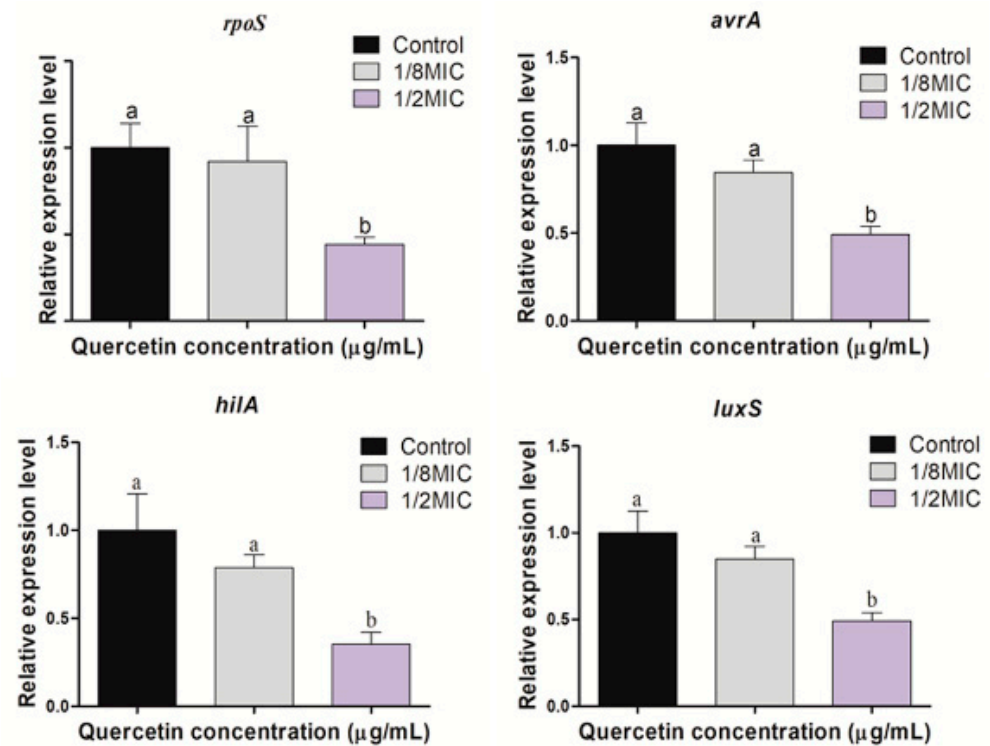 rpoS
Control
1/8MIC
1/2MIC
Relative expression level
a
a
b
Quercetin concentration (μg/mL)
avrA
Control
1/8MIC
1/2MIC
Relative expression level
1.5
1.0
0.5
0.0
a
a
b
Quercetin concentration (μg/mL)
hilA
Control
1/8MIC
1/2MIC
Relative expression level
1.5
1.0
0.5
0.0
a
a
b
Quercetin concentration (μg/mL)
luxS
Control
1/8MIC
1/2MIC
Relative expression level
1.5
1.0
0.5
0.0
a
a
b
Quercetin concentration (μg/mL)